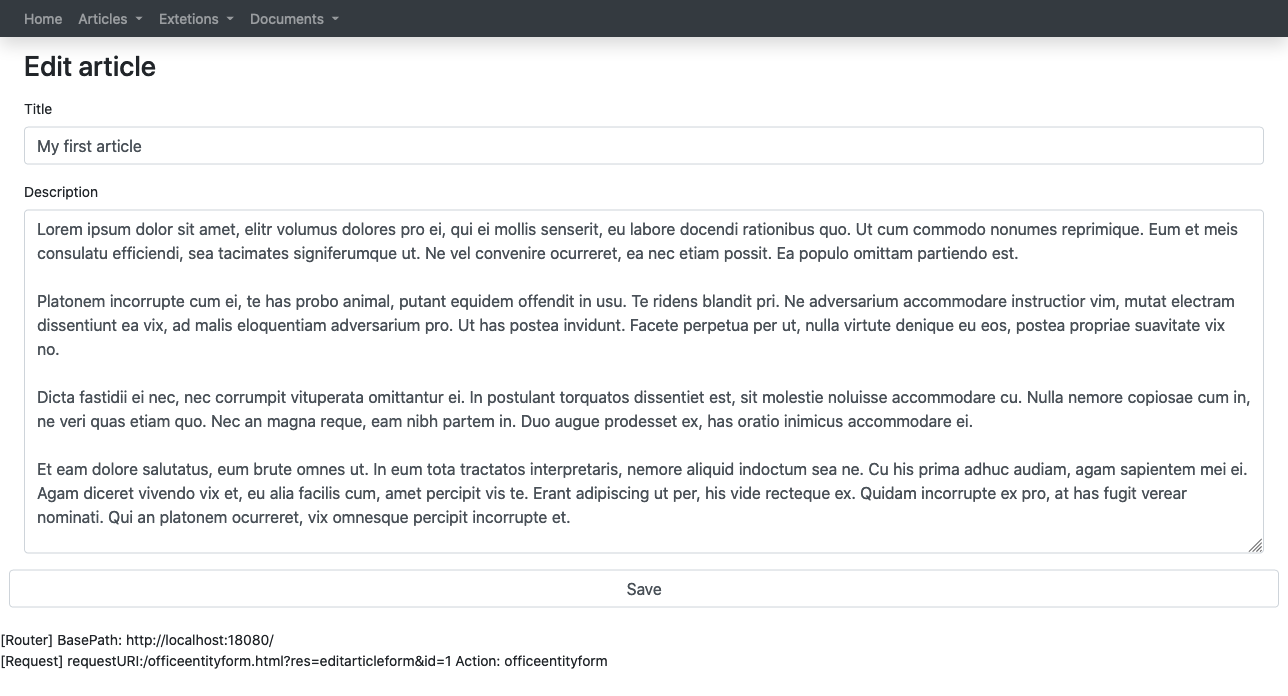 Home Articles Extetions Documents
Edit article
Title
My first article
Description
Lorem ipsum dolor sit amet, elitr volumus dolores pro ei, qui ei mollis senserit, eu labore docendi rationibus quo. Ut cum commodo nonumes reprimique. Eum et meis
consulatu efficiendi, sea tacimates signiferumque ut. Ne vel convenire ocurreret, ea nec etiam possit. Ea populo omittam partiendo est.
Platonem incorrupte cum ei, te has probo animal, putant equidem offendit in usu. Te ridens blandit pri. Ne adversarium accommodare instructior vim, mutat electram
dissentiunt ea vix, ad malis eloquentiam adversarium pro. Ut has postea invidunt. Facete perpetua per ut, nulla virtute denique eu eos, postea propriae suavitate vix
no.
Dicta fastidii ei nec, nec corrumpit vituperata omittantur ei. In postulant torquatos dissentiet est, sit molestie noluisse accommodare cu. Nulla nemore copiosae cum in,
ne veri quas etiam quo. Nec an magna reque, eam nibh partem in. Duo augue prodesset ex, has oratio inimicus accommodare ei.
Et eam dolore salutatus, eum brute omnes ut. In eum tota tractatos interpretaris, nemore aliquid indoctum sea ne. Cu his prima adhuc audiam, agam sapientem mei ei.
Agam diceret vivendo vix et, eu alia facilis cum, amet percipit vis te. Erant adipiscing ut per, his vide recteque ex. Quidam incorrupte ex pro, at has fugit verear
nominati. Qui an platonem ocurreret, vix omnesque percipit incorrupte et.
Save
[Router] BasePath: http://localhost:18080/
[Request] requestURI:/officeentityform.html?res=editarticleform&id=1 Action: officeentityform